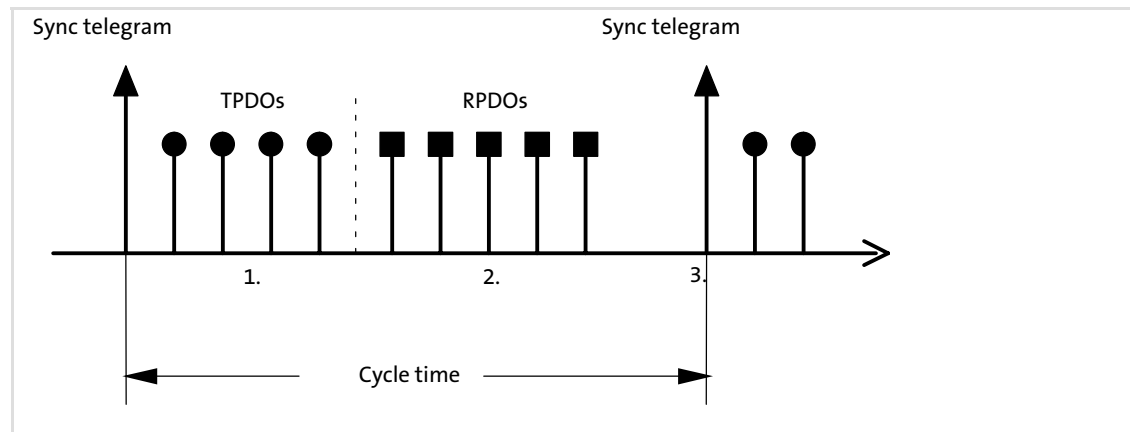 Sync telegram
Sync telegram
TPDOs
RPDOs
1.
2.
3.
Cycle time